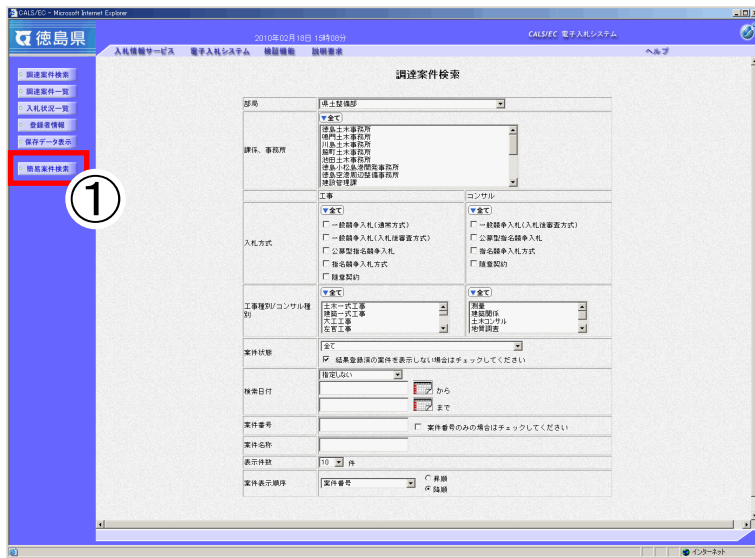 CALS/EC - Microsoft Internet Explorer
徳島県
2010年02月18日 15時08分
CALS/EC 電子入札システム
入札情報サービス 電子入札システム 検証機能 説明要求 ヘルプ
調達案件検索
調達案件一覧
入札状況一覧
登録者情報
保存データ表示
簡易案件検索
①
調達案件検索
部局 県土整備部
課係、事務所
▼全て
徳島土木事務所
鳴門土木事務所
川島土木事務所
脇町土木事務所
池田土木事務所
徳島小松島港開発事務所
徳島空港周辺整備事務所
建設管理課
工事 コンサル
入札方式
▼全て ▼全て
一般競争入札(通常方式) 一般競争入札(入札後審査方式)
一般競争入札(入札後審査方式) 公募型指名競争入札
公募型指名競争入札 指名競争入札方式
指名競争入札方式 随意契約
随意契約
工事種別/コンサル種別
▼全て ▼全て
土木一式工事 測量
建築一式工事 建築関係
大工工事 土木コンサル
左官工事 地質調査
案件状態 全て
結果登録済の案件を表示しない場合はチェックしてください
検索日付 指定しない
から
まで
案件番号 案件番号のみの場合はチェックしてください
案件名称
表示件数 10 件
案件表示順序 案件番号 昇順
降順
インターネット